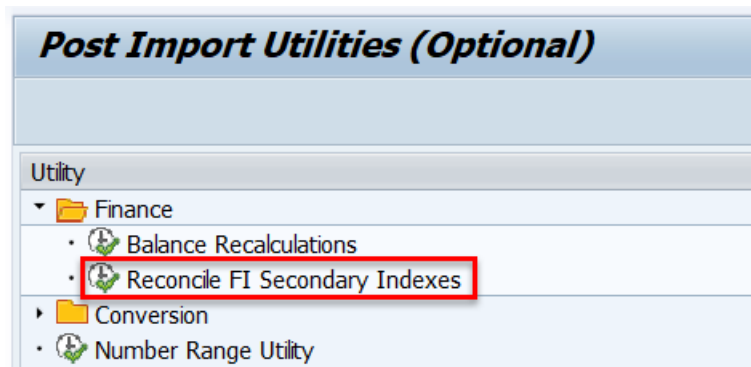 Post Import Utilities (Optional)
Utility
Finance
Balance Recalculations
Reconcile FI Secondary Indexes
Conversion
Number Range Utility